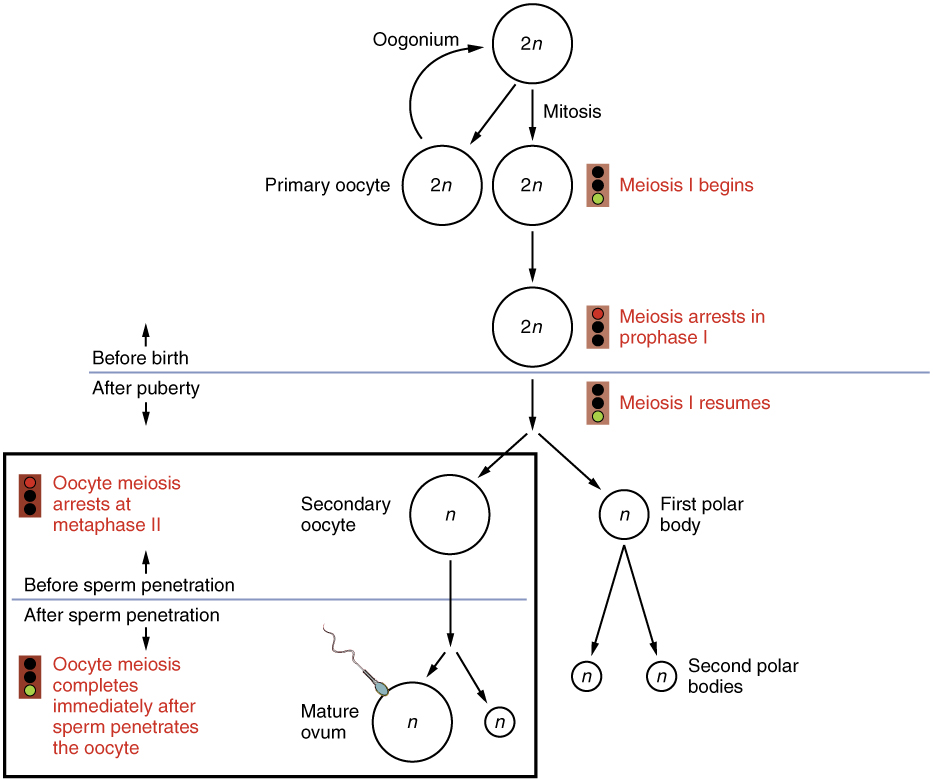 Oogonium
2n
Mitosis
Primary oocyte
2n
2n
Meiosis I begins
2n
Meiosis arrests in
prophase I
Before birth
After puberty
Meiosis I resumes
Oocyte meiosis
arrests at
metaphase II
Secondary
oocyte
n
n
First polar
body
Before sperm penetration
After sperm penetration
Oocyte meiosis
completes
immediately after
sperm penetrates
the oocyte
Mature
ovum
n
n
n
n
Second polar
bodies